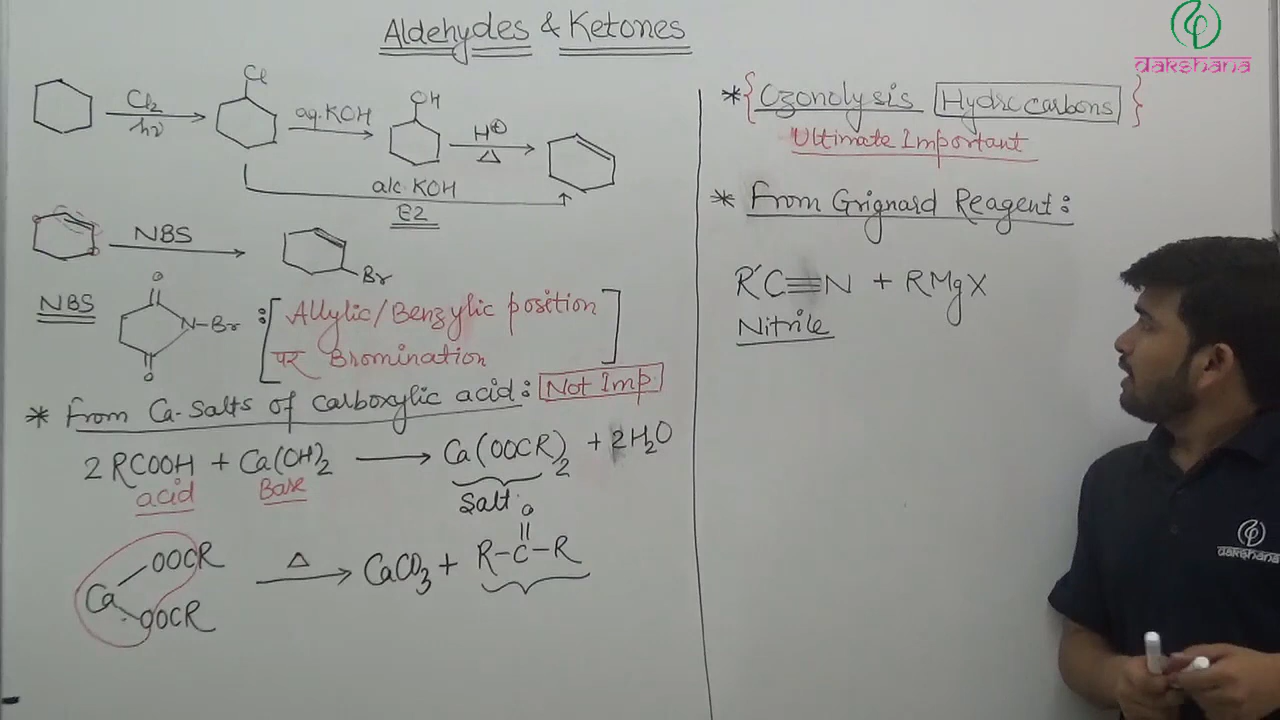 Aldehydes & Ketones
Cl₂
hν
Cl
aq. KOH
OH
H⊕
Δ
alc. KOH
E2
NBS
Br
NBS
O
N-Br
O
: [ Allylic/Benzylic position
पर Bromination ]
* From Ca-Salts of carboxylic acid: Not Imp.
2 RCOOH + Ca(OH)₂ ⟶ Ca(OOCR)₂ + 2H₂O
acid Base
Salt
Ca
OOCR
OOCR
Δ
⟶ CaCO₃ + R-C-R
O
||
* { Ozonolysis Hydrocarbons }
Ultimate Important
* From Grignard Reagent:
R'C≡N + RMgX
Nitrile
dakshana
dakshana